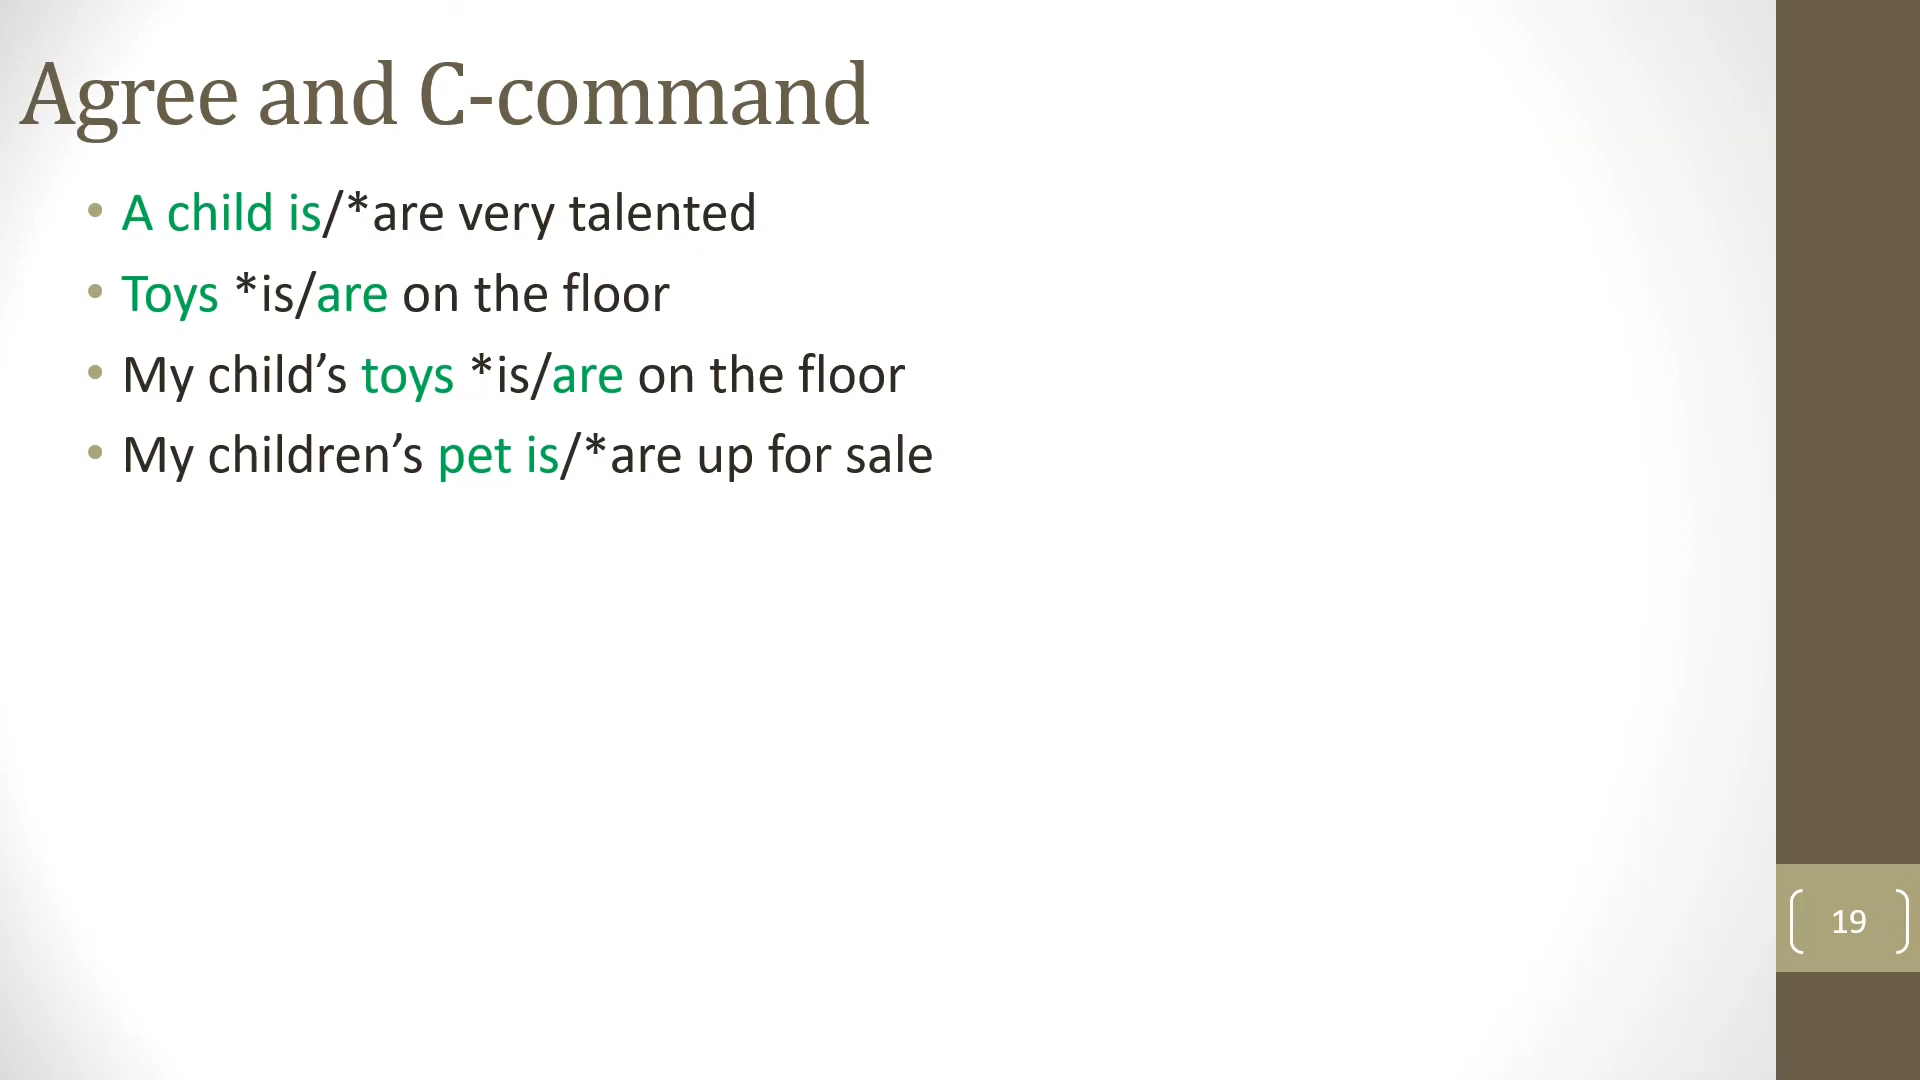 Agree and C-command
• A child is/*are very talented
• Toys *is/are on the floor
• My child’s toys *is/are on the floor
• My children’s pet is/*are up for sale
19